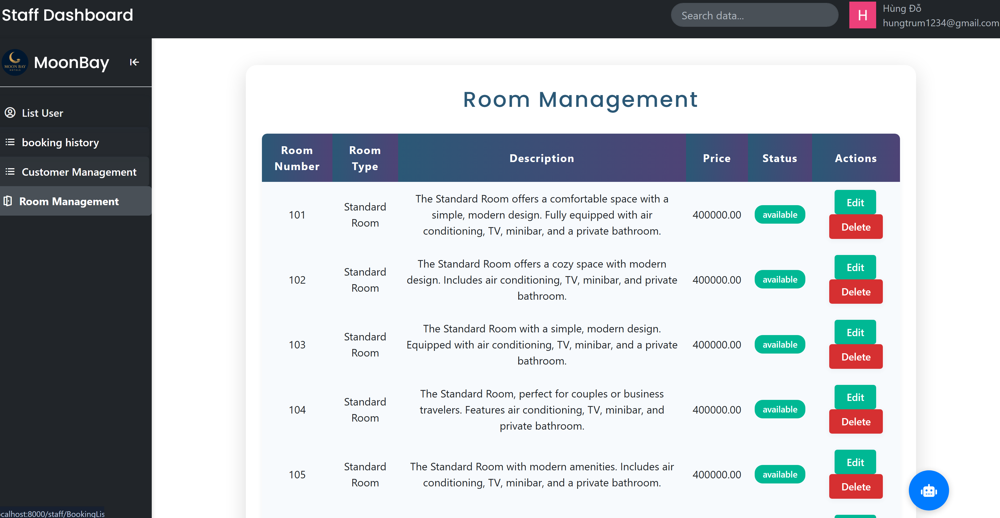 Staff Dashboard
Search data...
H
Hùng Đỗ
hungtrum1234@gmail.com
MOON BAY
HOTELS
MoonBay
List User
booking history
Customer Management
Room Management
Room Management
Room Number
Room Type
Description
Price
Status
Actions
101
Standard Room
The Standard Room offers a comfortable space with a
simple, modern design. Fully equipped with air
conditioning, TV, minibar, and a private bathroom.
400000.00
available
Edit
Delete
102
Standard Room
The Standard Room offers a cozy space with modern
design. Includes air conditioning, TV, minibar, and private
bathroom.
400000.00
available
Edit
Delete
103
Standard Room
The Standard Room with a simple, modern design.
Equipped with air conditioning, TV, minibar, and a private
bathroom.
400000.00
available
Edit
Delete
104
Standard Room
The Standard Room, perfect for couples or business
travelers. Features air conditioning, TV, minibar, and
private bathroom.
400000.00
available
Edit
Delete
105
Standard Room
The Standard Room with modern amenities. Includes air
conditioning, TV, minibar, and a private bathroom.
400000.00
available
Edit
Delete
ocalhost:8000/staff/BookingLis